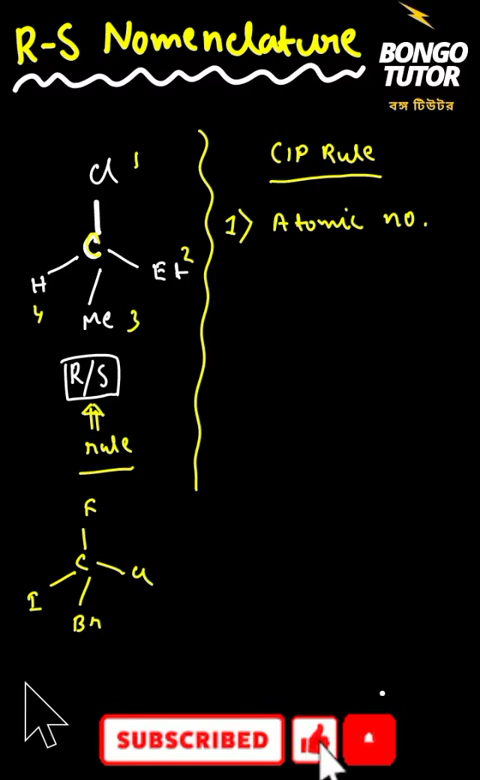 R-S Nomenclature
BONGO
TUTOR
বঙ্গ টিউটর
Cl 1
C
H
4
Et 2
Me 3
R/S
rule
F
C
Cl
I
Br
CIP Rule
1) Atomic no.
SUBSCRIBED